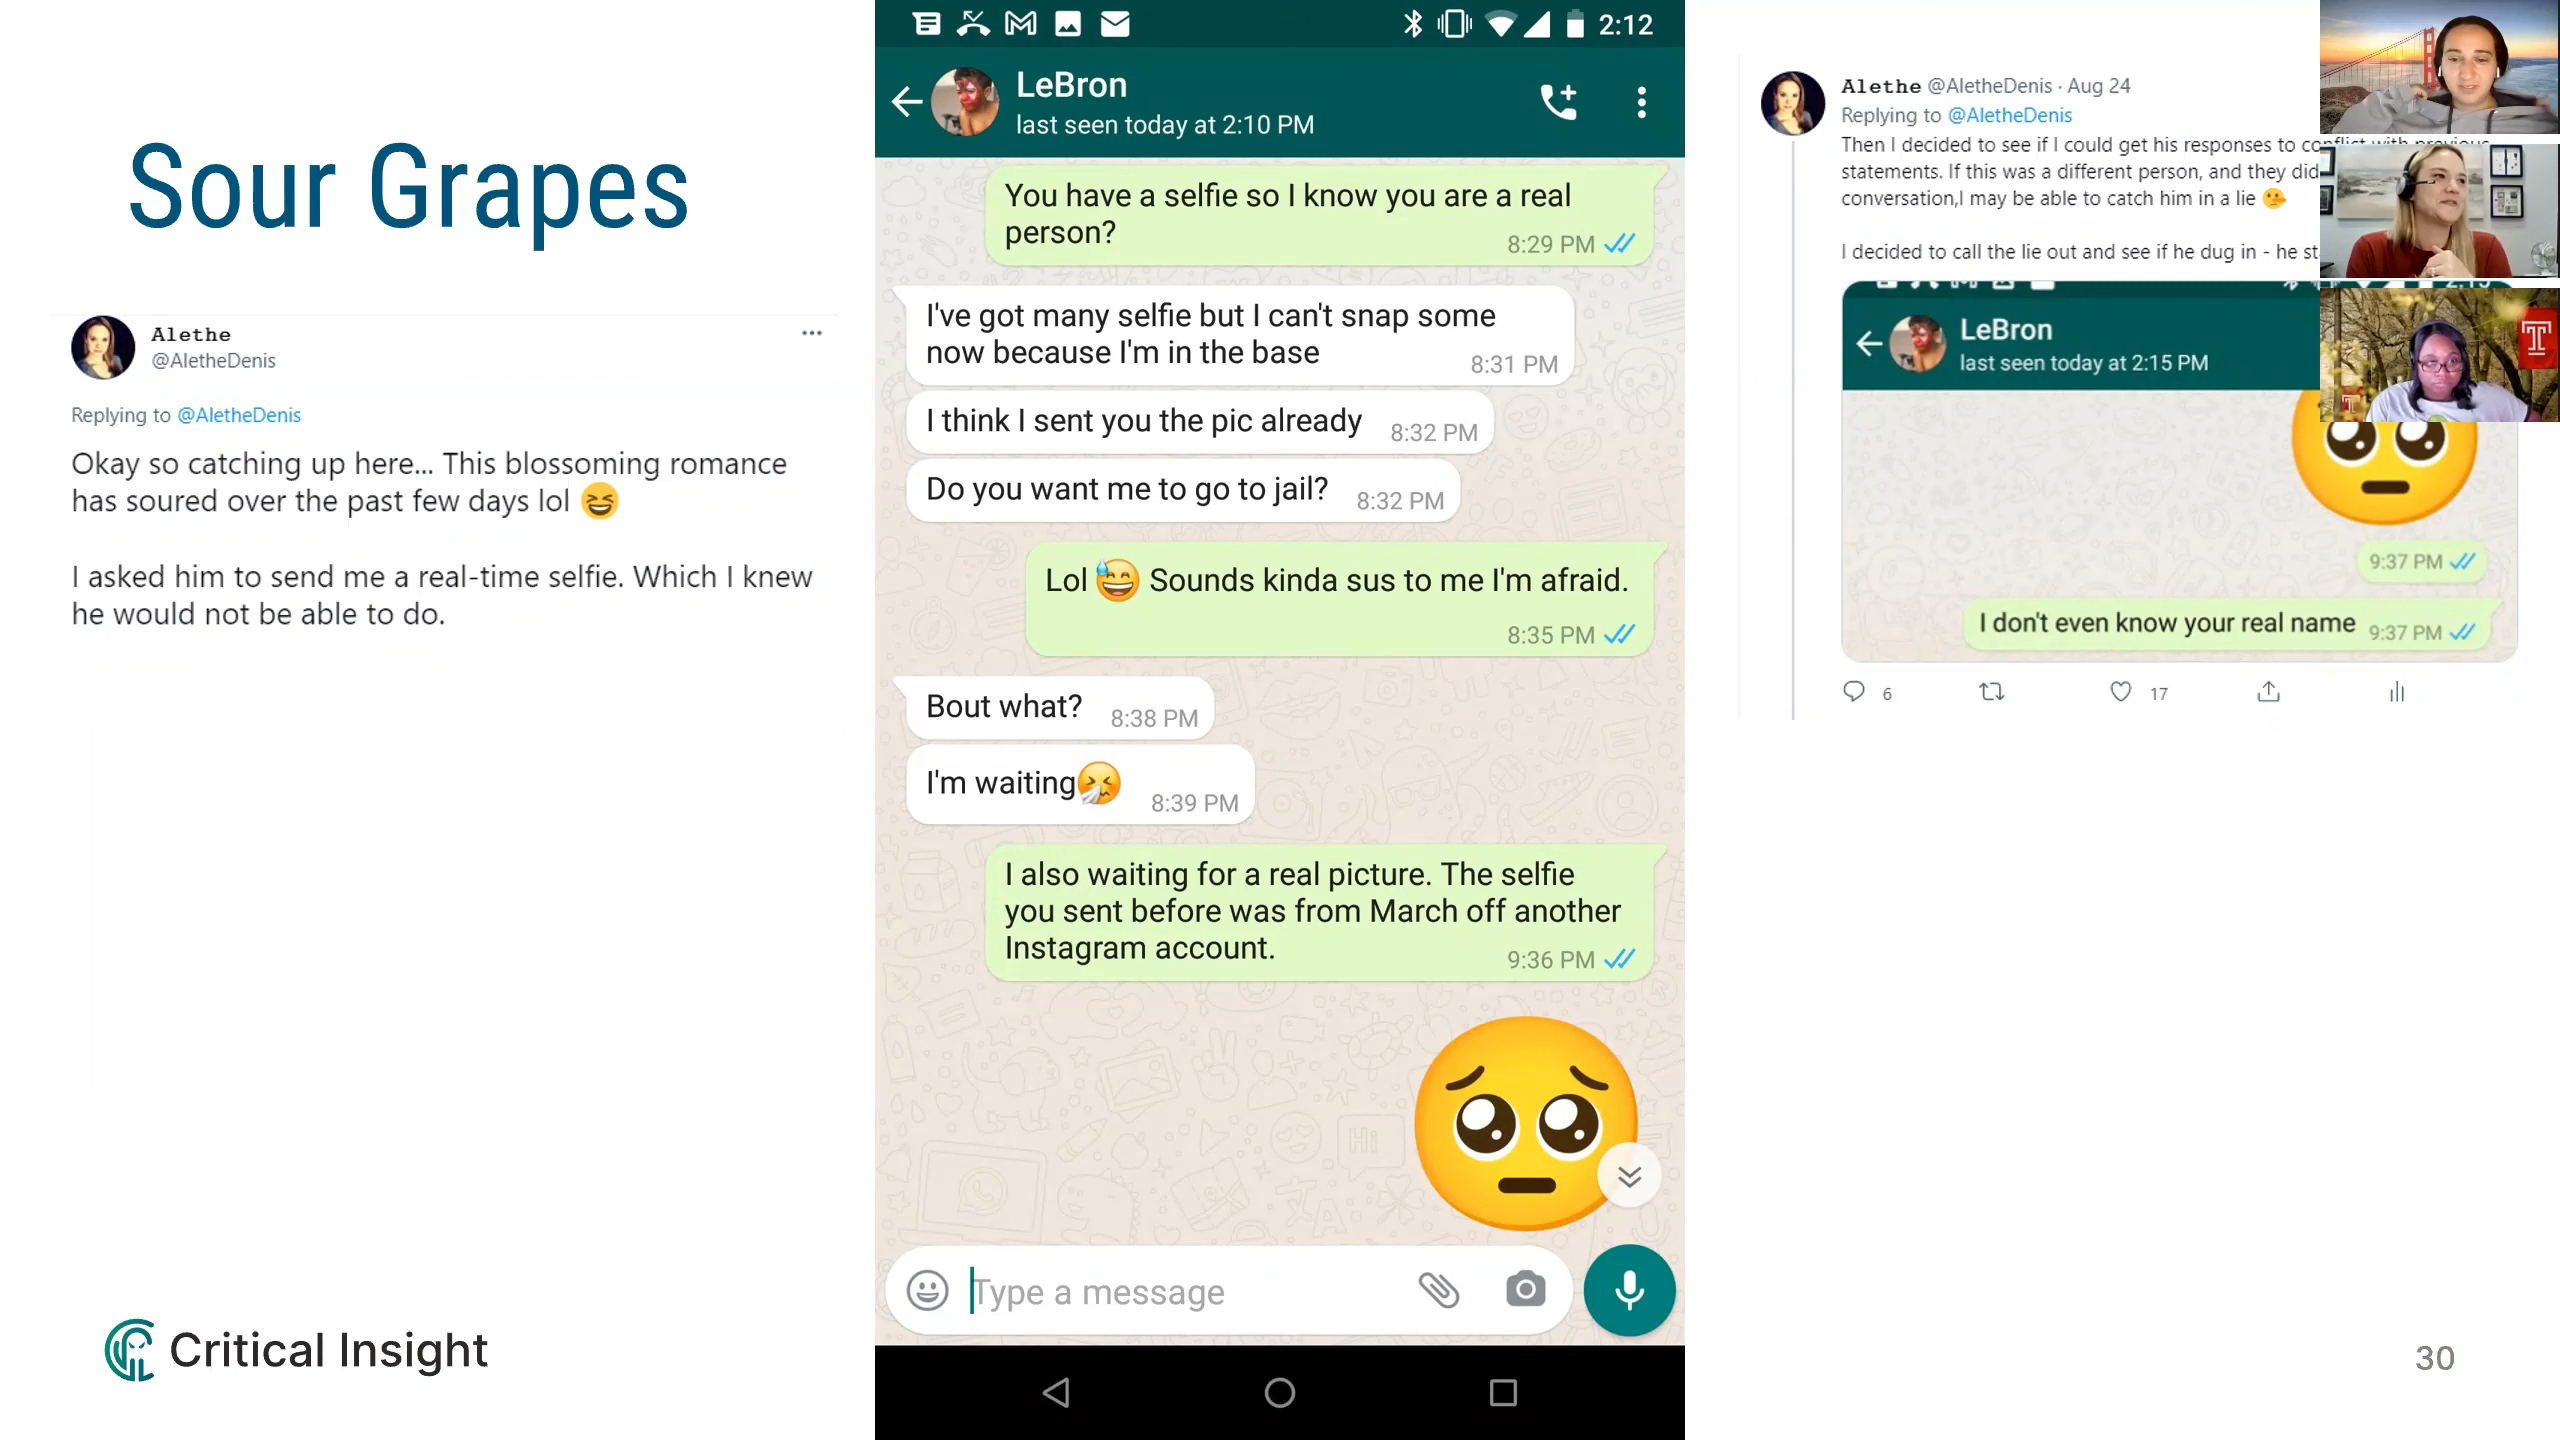 Sour Grapes
Alethe
@AletheDenis
Replying to @AletheDenis
Okay so catching up here... This blossoming romance
has soured over the past few days lol 😆
I asked him to send me a real-time selfie. Which I knew
he would not be able to do.
Critical Insight
2:12
LeBron
last seen today at 2:10 PM
You have a selfie so I know you are a real
person?
8:29 PM
I've got many selfie but I can't snap some
now because I'm in the base
8:31 PM
I think I sent you the pic already 8:32 PM
Do you want me to go to jail? 8:32 PM
Lol 😅 Sounds kinda sus to me I'm afraid.
8:35 PM
Bout what? 8:38 PM
I'm waiting🤧 8:39 PM
I also waiting for a real picture. The selfie
you sent before was from March off another
Instagram account.
9:36 PM
Hi
Type a message
Alethe @AletheDenis · Aug 24
Replying to @AletheDenis
Then I decided to see if I could get his responses to conflict with previous
statements. If this was a different person, and they did
conversation,I may be able to catch him in a lie 🤥
I decided to call the lie out and see if he dug in - he
LeBron
last seen today at 2:15 PM
9:37 PM
I don't even know your real name 9:37 PM
6
17
T
T
30